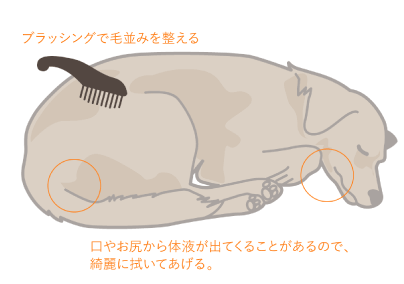 ブラッシングで毛並みを整える
口やお尻から体液が出てくることがあるので、
綺麗に拭いてあげる。